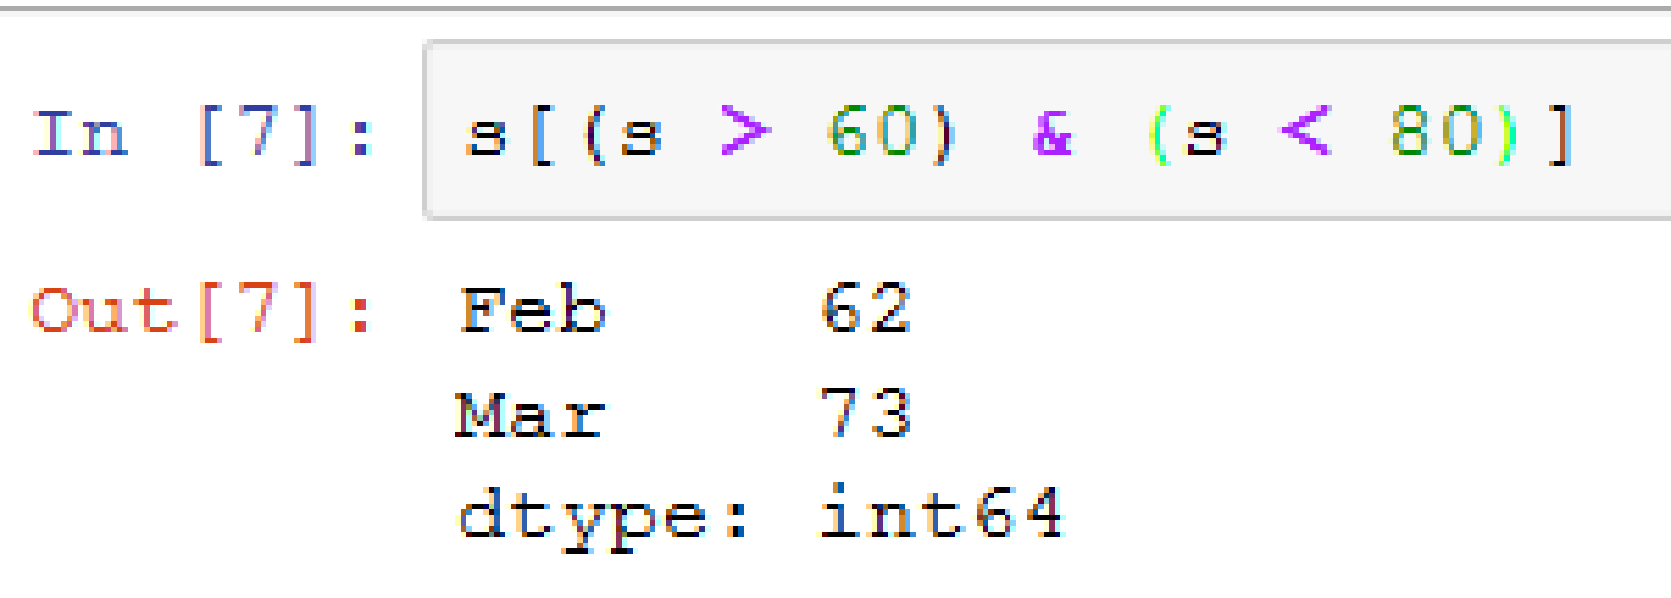 In [7]: s[(s > 60) & (s < 80)]
Out[7]: Feb    62
Mar    73
dtype: int64